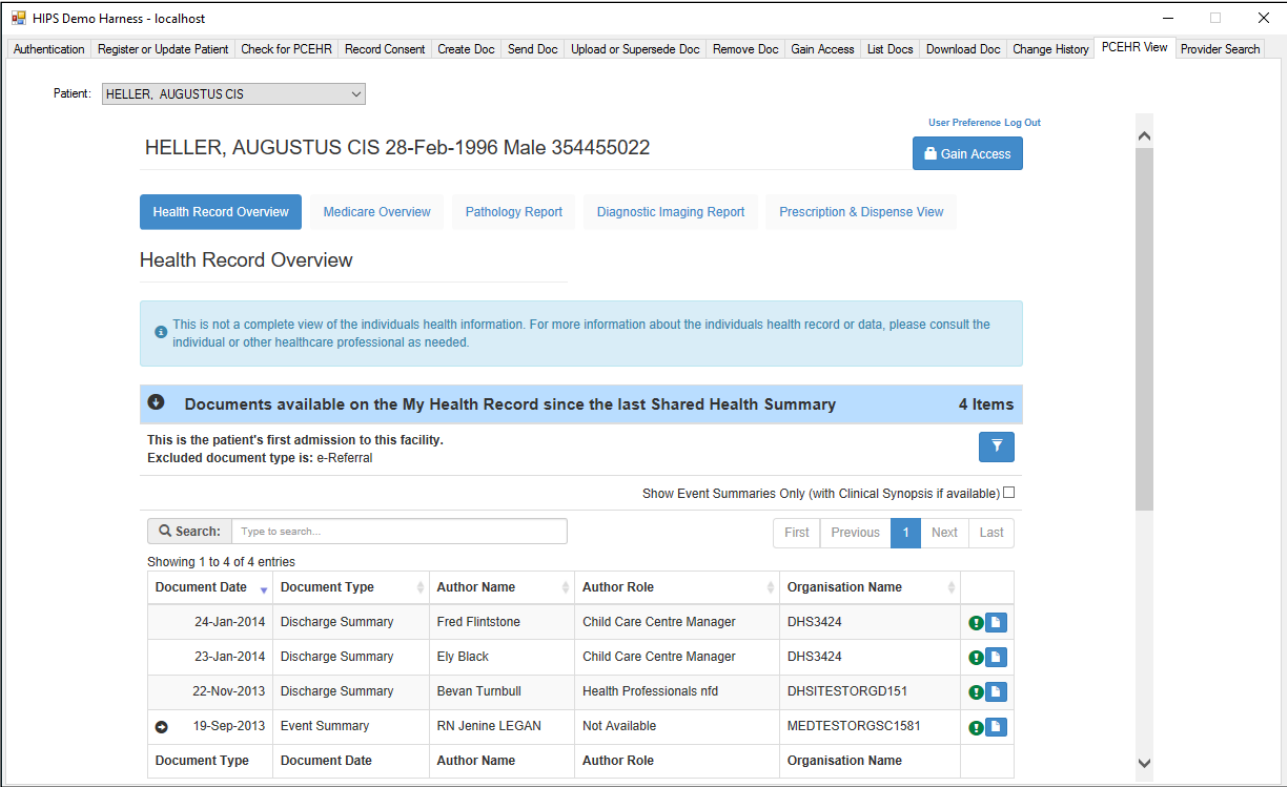 HIPS Demo Harness - localhost
Authentication Register or Update Patient Check for PCEHR Record Consent Create Doc Send Doc Upload or Supersede Doc Remove Doc Gain Access List Docs Download Doc Change History PCEHR View Provider Search
Patient: HELLER, AUGUSTUS CIS
User Preference Log Out
HELLER, AUGUSTUS CIS 28-Feb-1996 Male 354455022
Gain Access
Health Record Overview Medicare Overview Pathology Report Diagnostic Imaging Report Prescription & Dispense View
Health Record Overview
This is not a complete view of the individuals health information. For more information about the individuals health record or data, please consult the
individual or other healthcare professional as needed.
Documents available on the My Health Record since the last Shared Health Summary 4 Items
This is the patient's first admission to this facility.
Excluded document type is: e-Referral
Show Event Summaries Only (with Clinical Synopsis if available)
Search: Type to search... First Previous 1 Next Last
Showing 1 to 4 of 4 entries
Document Date Document Type Author Name Author Role Organisation Name
24-Jan-2014 Discharge Summary Fred Flintstone Child Care Centre Manager DHS3424
23-Jan-2014 Discharge Summary Ely Black Child Care Centre Manager DHS3424
22-Nov-2013 Discharge Summary Bevan Turnbull Health Professionals nfd DHSITESTORGD151
19-Sep-2013 Event Summary RN Jenine LEGAN Not Available MEDTESTORGSC1581
Document Type Document Date Author Name Author Role Organisation Name